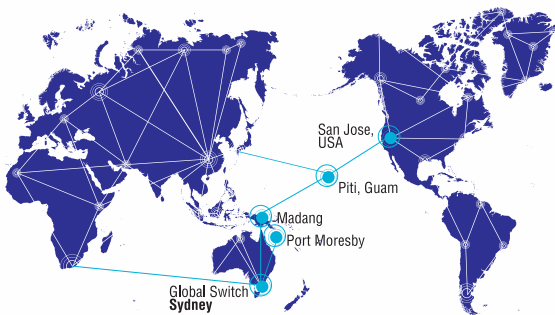 San Jose,
USA
Piti, Guam
Madang
Port Moresby
Global Switch
Sydney